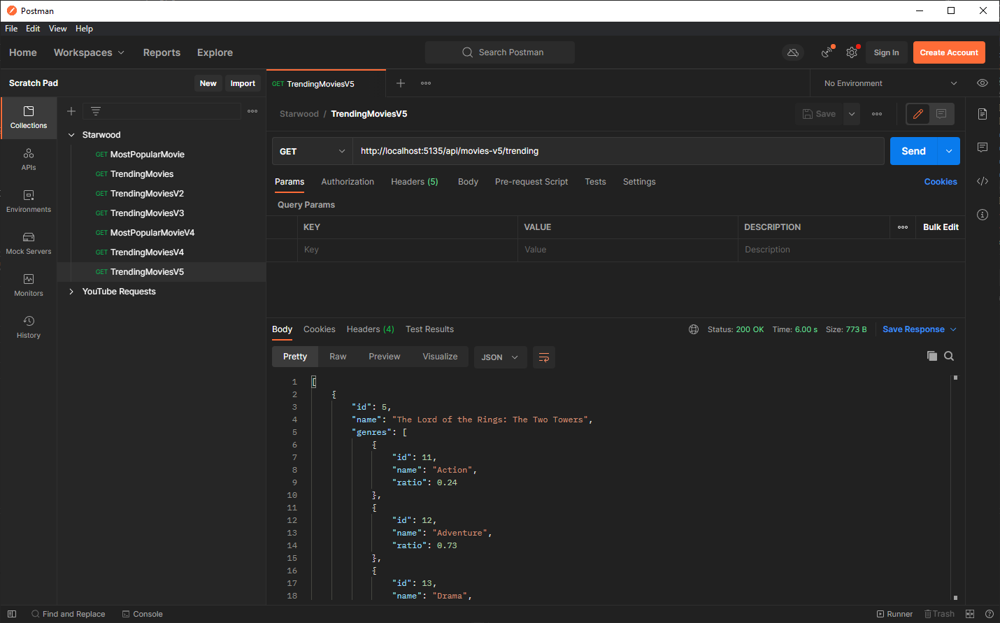 Postman
File Edit View Help
Home Workspaces Reports Explore Search Postman Sign In Create Account
Scratch Pad New Import
GET TrendingMoviesV5
No Environment
Collections
APIs
Environments
Mock Servers
Monitors
History
Starwood
GET MostPopularMovie
GET TrendingMovies
GET TrendingMoviesV2
GET TrendingMoviesV3
GET MostPopularMovieV4
GET TrendingMoviesV4
GET TrendingMoviesV5
YouTube Requests
Starwood / TrendingMoviesV5 Save
GET http://localhost:5135/api/movies-v5/trending Send
Params Authorization Headers (5) Body Pre-request Script Tests Settings Cookies
Query Params
KEY VALUE DESCRIPTION Bulk Edit
Key Value Description
Body Cookies Headers (4) Test Results Status: 200 OK Time: 6.00 s Size: 773 B Save Response
Pretty Raw Preview Visualize JSON
1 [
2 {
3 "id": 5,
4 "name": "The Lord of the Rings: The Two Towers",
5 "genres": [
6 {
7 "id": 11,
8 "name": "Action",
9 "ratio": 0.24
10 },
11 {
12 "id": 12,
13 "name": "Adventure",
14 "ratio": 0.73
15 },
16 {
17 "id": 13,
18 "name": "Drama",
Find and Replace Console Runner Trash